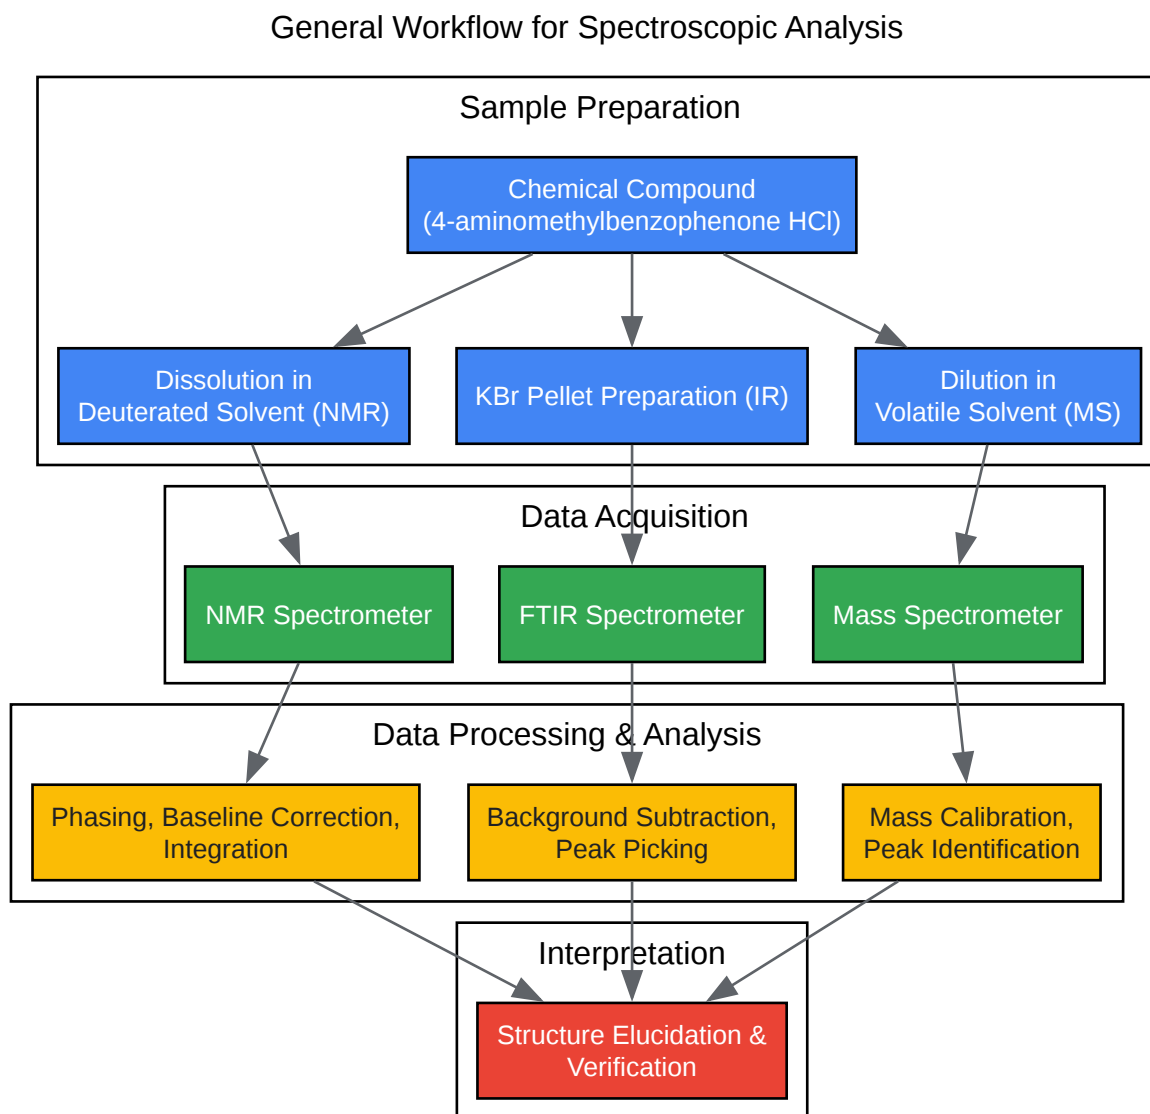 General Workflow for Spectroscopic Analysis
Sample Preparation
Chemical Compound
(4-aminomethylbenzophenone HCl)
Dissolution in
Deuterated Solvent (NMR)
KBr Pellet Preparation (IR)
Dilution in
Volatile Solvent (MS)
Data Acquisition
NMR Spectrometer
FTIR Spectrometer
Mass Spectrometer
Data Processing & Analysis
Phasing, Baseline Correction,
Integration
Background Subtraction,
Peak Picking
Mass Calibration,
Peak Identification
Interpretation
Structure Elucidation &
Verification